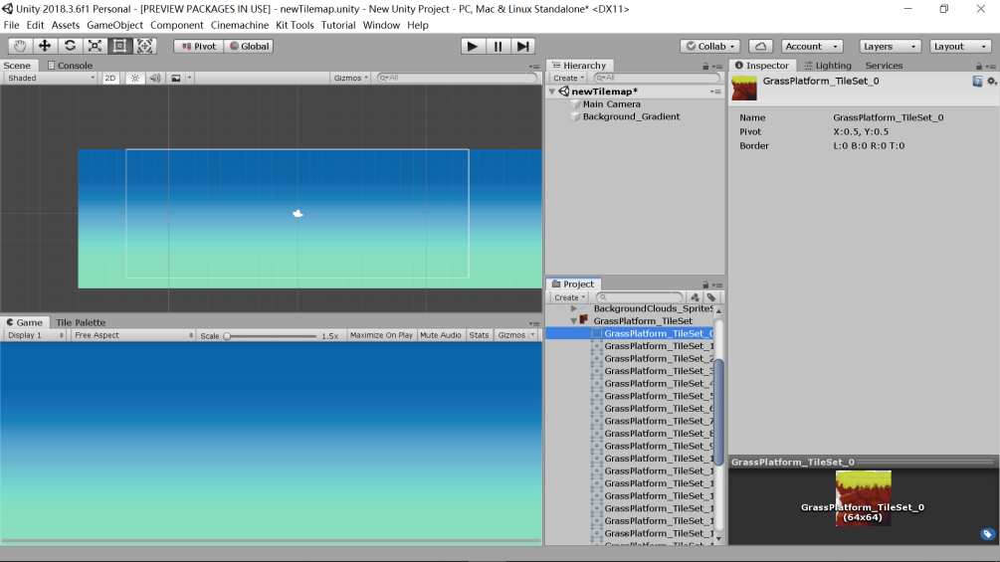 Unity 2018.3.6f1 Personal - [PREVIEW PACKAGES IN USE] - newTilemap.unity - New Unity Project - PC, Mac & Linux Standalone* <DX11>
File Edit Assets GameObject Component Cinemachine Kit Tools Tutorial Window Help
Pivot Global Collab Account Layers Layout
Scene Console
Shaded 2D Gizmos All
Hierarchy
Create All
newTilemap*
Main Camera
Background_Gradient
Inspector Lighting Services
GrassPlatform_TileSet_0
Name GrassPlatform_TileSet_0
Pivot X:0.5, Y:0.5
Border L:0 B:0 R:0 T:0
Game Tile Palette
Display 1 Free Aspect Scale 1.5x Maximize On Play Mute Audio Stats Gizmos
Project
Create
BackgroundClouds_SpriteS
GrassPlatform_TileSet
GrassPlatform_TileSet_0
GrassPlatform_TileSet_1
GrassPlatform_TileSet_2
GrassPlatform_TileSet_3
GrassPlatform_TileSet_4
GrassPlatform_TileSet_5
GrassPlatform_TileSet_6
GrassPlatform_TileSet_7
GrassPlatform_TileSet_8
GrassPlatform_TileSet_9
GrassPlatform_TileSet_1
GrassPlatform_TileSet_1
GrassPlatform_TileSet_1
GrassPlatform_TileSet_1
GrassPlatform_TileSet_1
GrassPlatform_TileSet_1
GrassPlatform_TileSet_1
GrassPlatform_TileSet_1
GrassPlatform_TileSet_0
GrassPlatform_TileSet_0
(64x64)